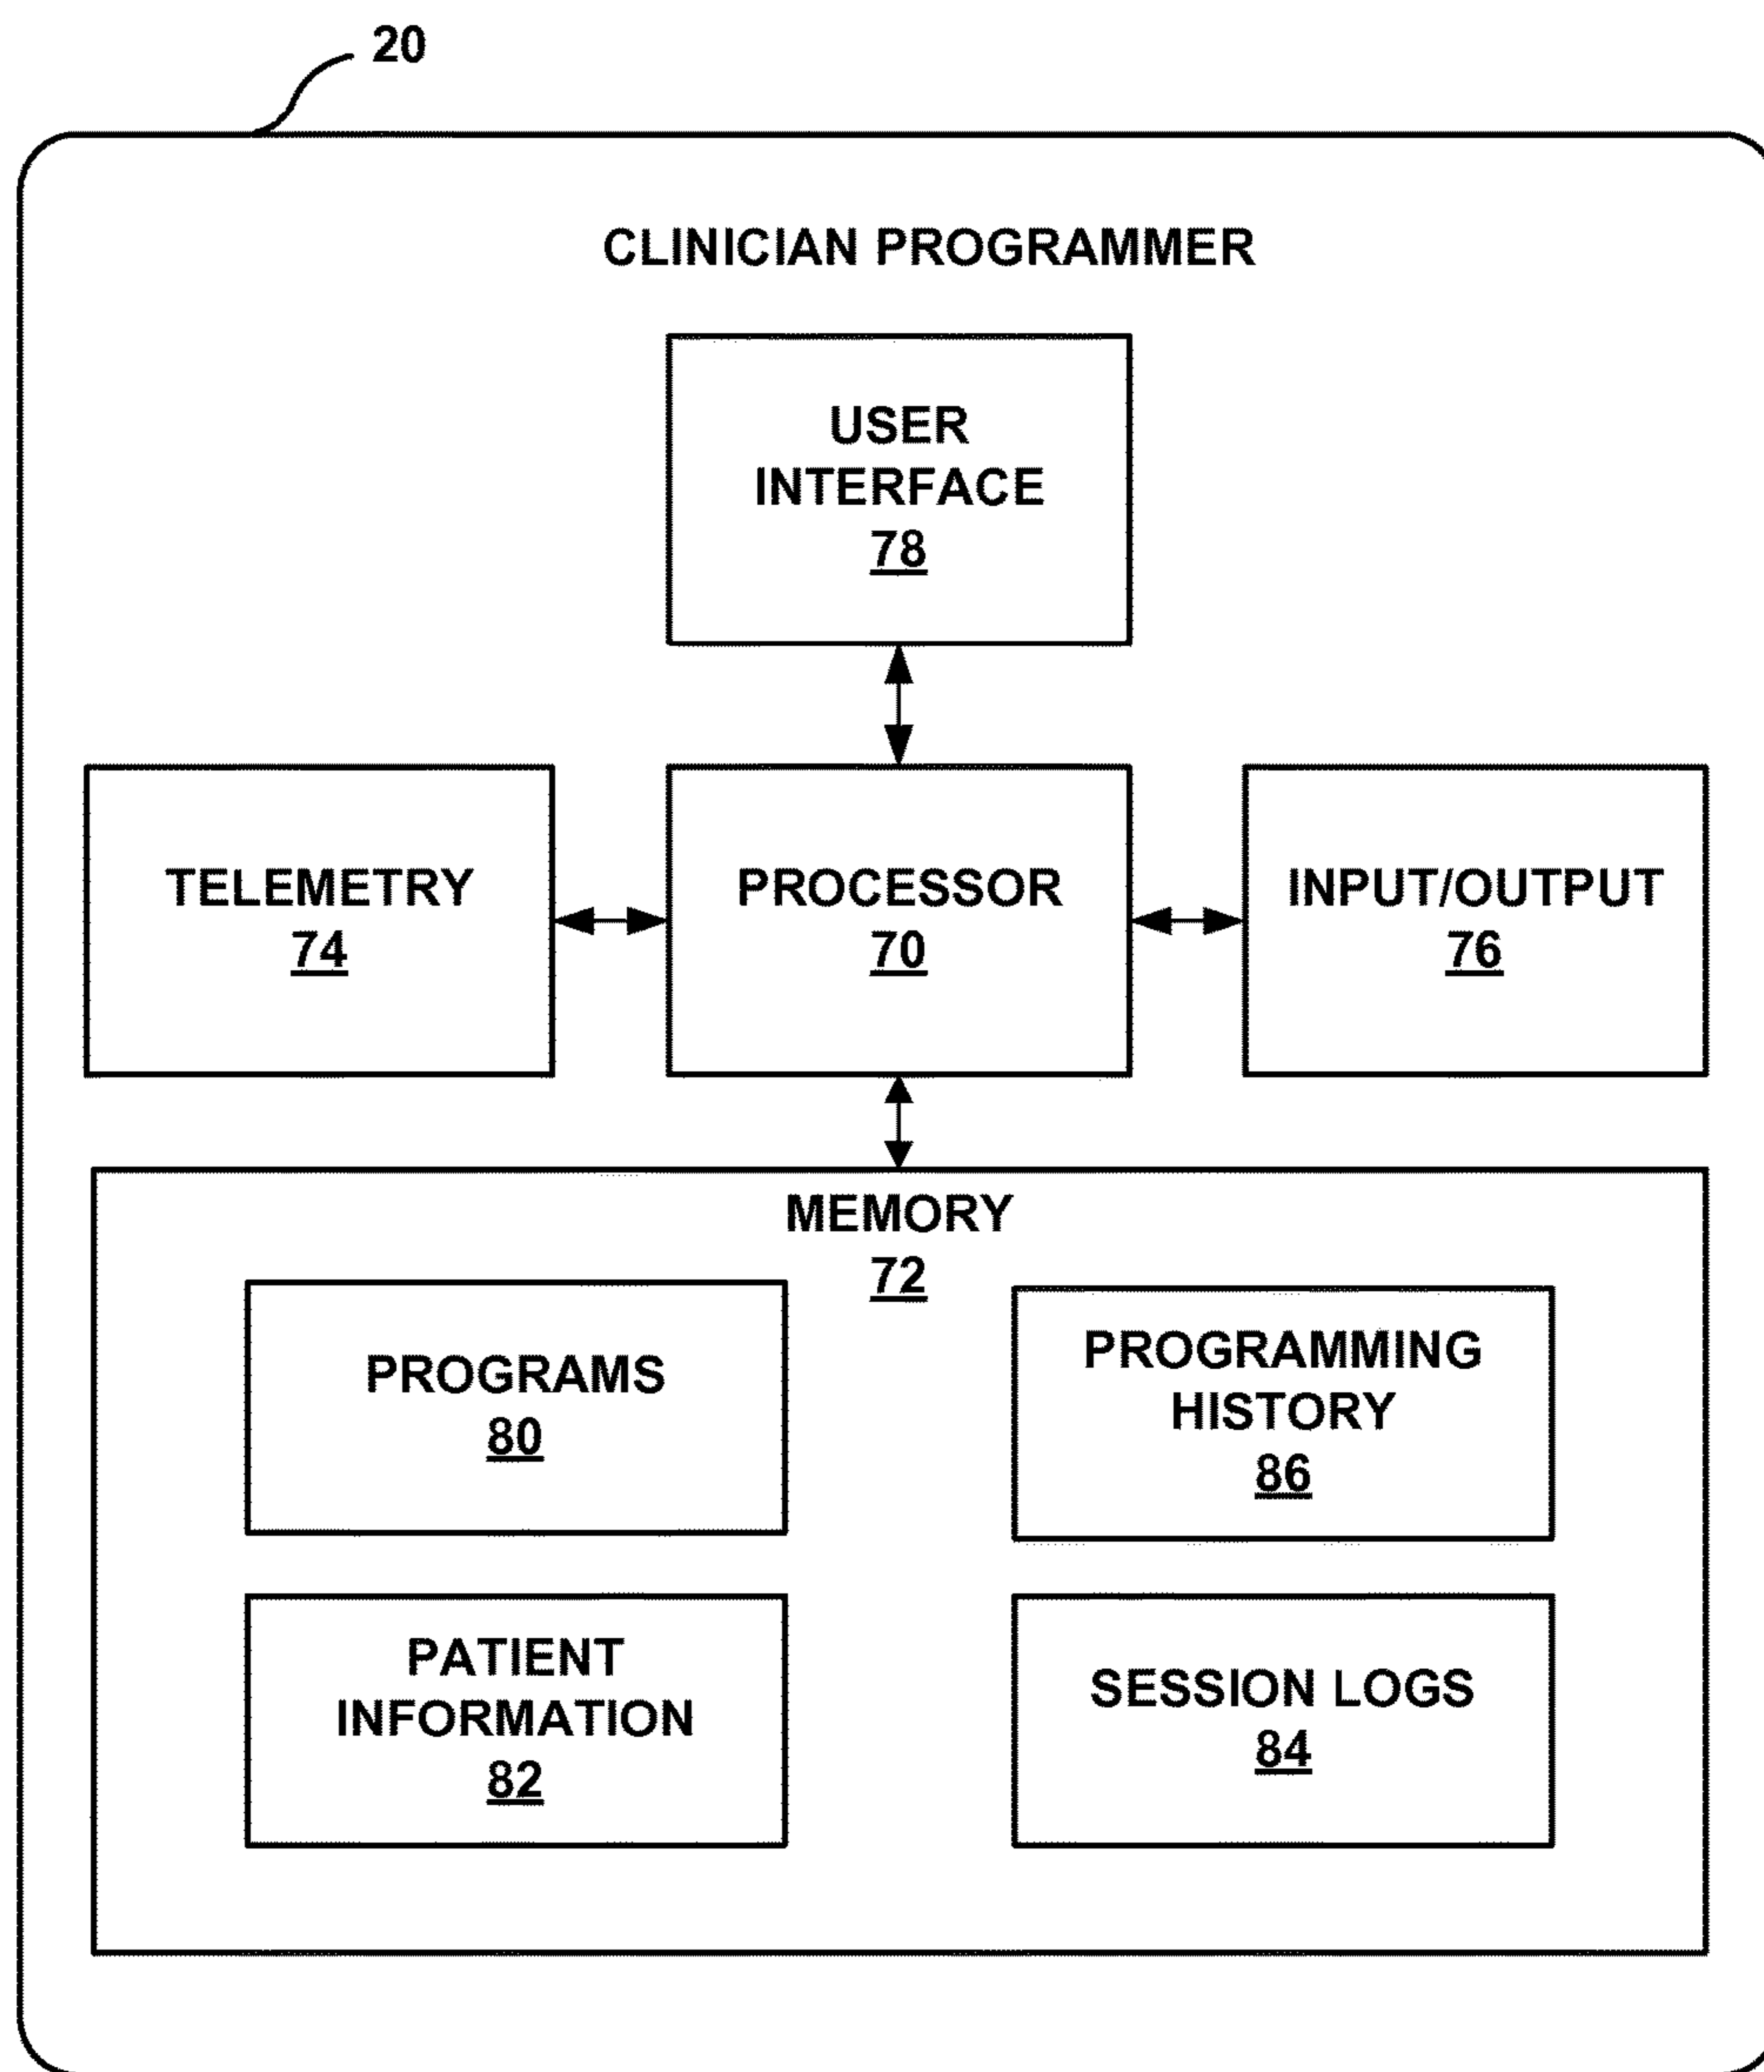 20
CLINICIAN PROGRAMMER
USER
INTERFACE
78
TELEMETRY
74
PROCESSOR
70
INPUT/OUTPUT
76
MEMORY
72
PROGRAMS
80
PROGRAMMING
HISTORY
86
PATIENT
INFORMATION
82
SESSION LOGS
84